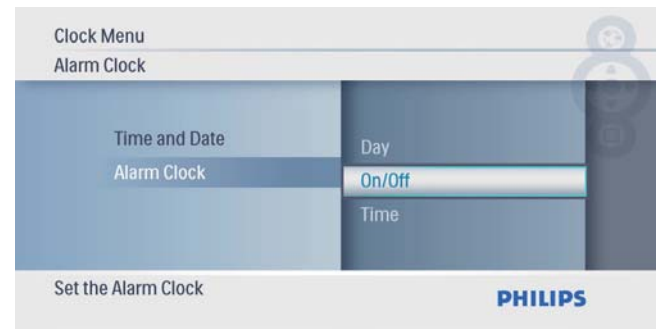 Clock Menu
Alarm Clock
Time and Date
Alarm Clock
Day
On/Off
Time
Set the Alarm Clock
PHILIPS